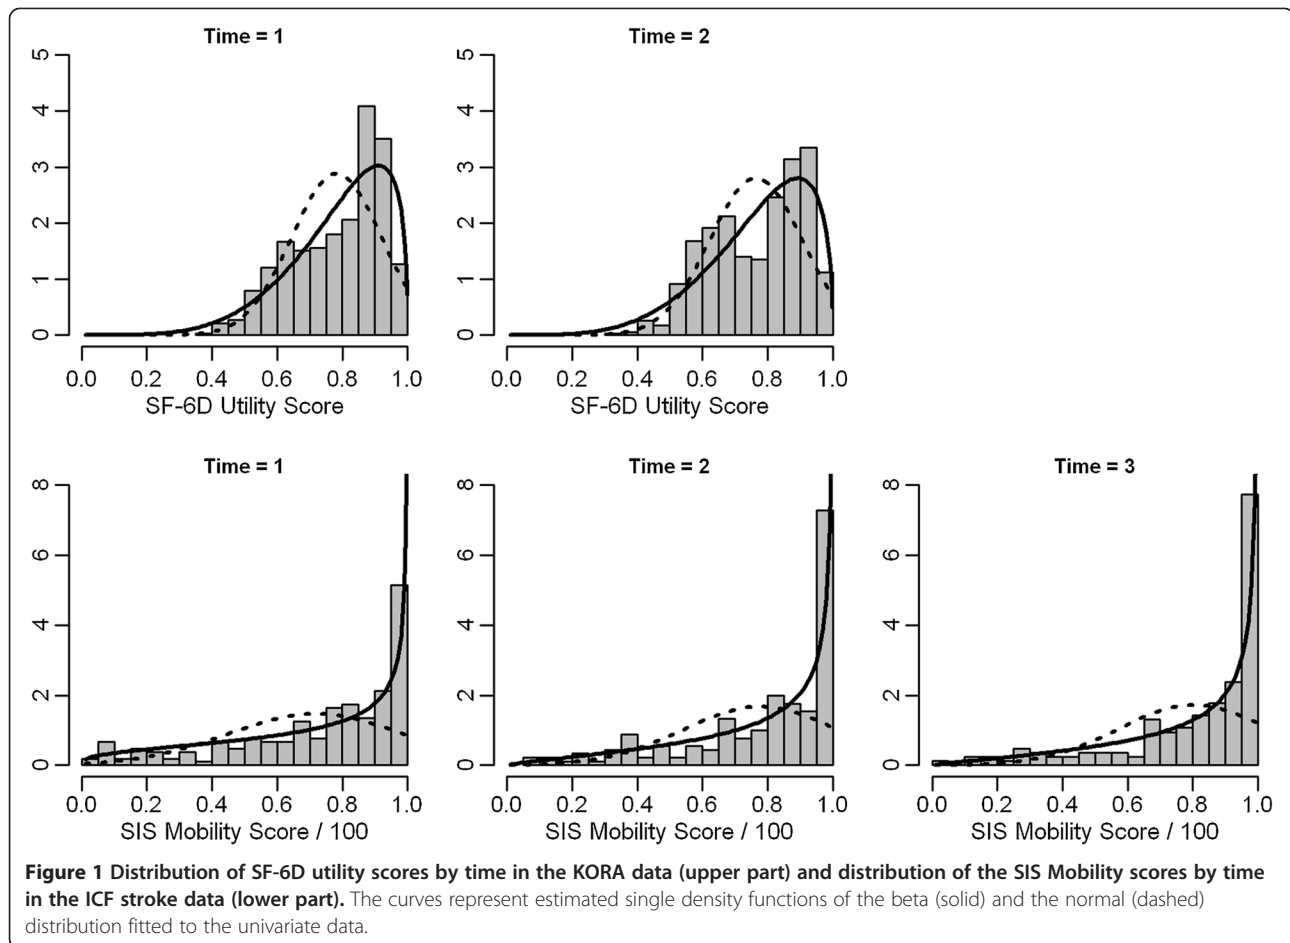 Time = 1
Time = 2
5
4
3
2
1
0
5
4
3
2
1
0
0.0 0.2 0.4 0.6 0.8 1.0
0.0 0.2 0.4 0.6 0.8 1.0
SF-6D Utility Score
SF-6D Utility Score
Time = 1
Time = 2
Time = 3
8
6
4
2
0
8
6
4
2
0
8
6
4
2
0
0.0 0.2 0.4 0.6 0.8 1.0
0.0 0.2 0.4 0.6 0.8 1.0
0.0 0.2 0.4 0.6 0.8 1.0
SIS Mobility Score / 100
SIS Mobility Score / 100
SIS Mobility Score / 100
Figure 1 Distribution of SF-6D utility scores by time in the KORA data (upper part) and distribution of the SIS Mobility scores by time
in the ICF stroke data (lower part). The curves represent estimated single density functions of the beta (solid) and the normal (dashed)
distribution fitted to the univariate data.